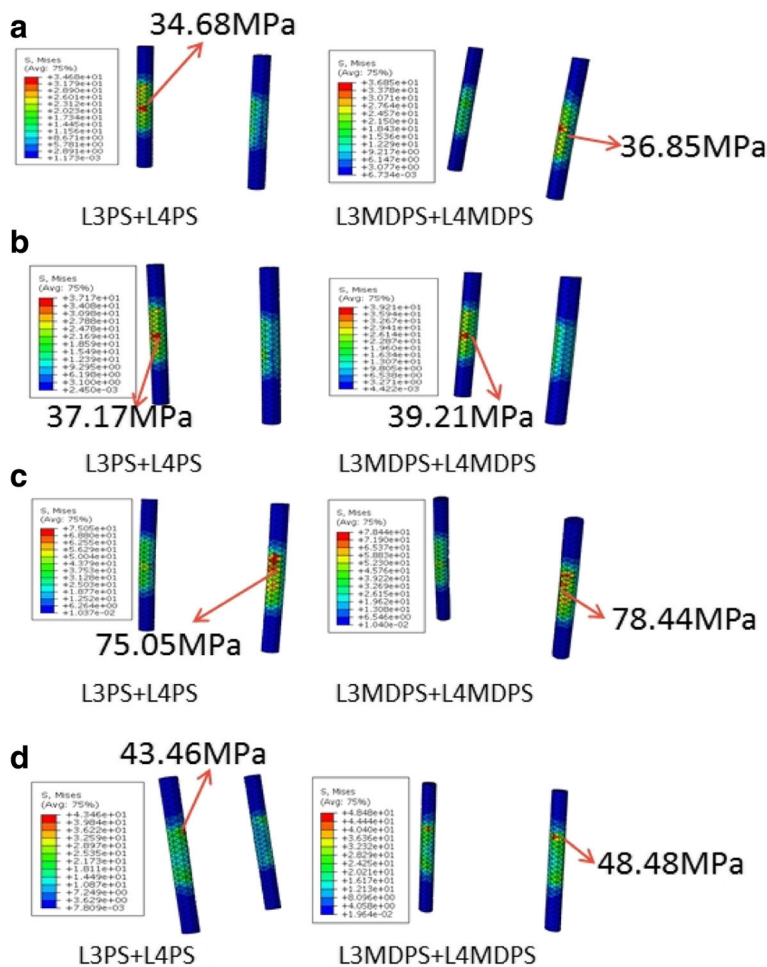 a
34.68MPa
S, Mises
(Avg: 75%)
+3.468e+01
+3.179e+01
+2.890e+01
+2.601e+01
+2.312e+01
+2.023e+01
+1.734e+01
+1.445e+01
+1.156e+01
+8.671e+00
+5.781e+00
+2.891e+00
+1.173e-03
S, Mises
(Avg: 75%)
+3.685e+01
+3.378e+01
+3.071e+01
+2.764e+01
+2.457e+01
+2.150e+01
+1.843e+01
+1.536e+01
+1.229e+01
+9.217e+00
+6.147e+00
+3.077e+00
+6.734e-03
36.85MPa
L3PS+L4PS
L3MDPS+L4MDPS
b
S, Mises
(Avg: 75%)
+3.717e+01
+3.408e+01
+3.098e+01
+2.788e+01
+2.478e+01
+2.169e+01
+1.859e+01
+1.549e+01
+1.239e+01
+9.295e+00
+6.198e+00
+3.100e+00
+2.450e-03
37.17MPa
S, Mises
(Avg: 75%)
+3.921e+01
+3.594e+01
+3.267e+01
+2.941e+01
+2.614e+01
+2.287e+01
+1.960e+01
+1.634e+01
+1.307e+01
+9.805e+00
+6.538e+00
+3.271e+00
+4.422e-03
39.21MPa
L3PS+L4PS
L3MDPS+L4MDPS
c
S, Mises
(Avg: 75%)
+7.505e+01
+6.880e+01
+6.255e+01
+5.629e+01
+5.004e+01
+4.379e+01
+3.753e+01
+3.128e+01
+2.503e+01
+1.877e+01
+1.252e+01
+6.264e+00
+1.037e-02
75.05MPa
S, Mises
(Avg: 75%)
+7.844e+01
+7.190e+01
+6.537e+01
+5.883e+01
+5.230e+01
+4.576e+01
+3.922e+01
+3.269e+01
+2.615e+01
+1.962e+01
+1.308e+01
+6.546e+00
+1.040e-02
78.44MPa
L3PS+L4PS
L3MDPS+L4MDPS
d
43.46MPa
S, Mises
(Avg: 75%)
+4.346e+01
+3.984e+01
+3.622e+01
+3.259e+01
+2.897e+01
+2.535e+01
+2.173e+01
+1.811e+01
+1.449e+01
+1.087e+01
+7.249e+00
+3.629e+00
+7.809e-03
S, Mises
(Avg: 75%)
+4.848e+01
+4.444e+01
+4.040e+01
+3.636e+01
+3.232e+01
+2.829e+01
+2.425e+01
+2.021e+01
+1.617e+01
+1.213e+01
+8.096e+00
+4.058e+00
+1.964e-02
48.48MPa
L3PS+L4PS
L3MDPS+L4MDPS